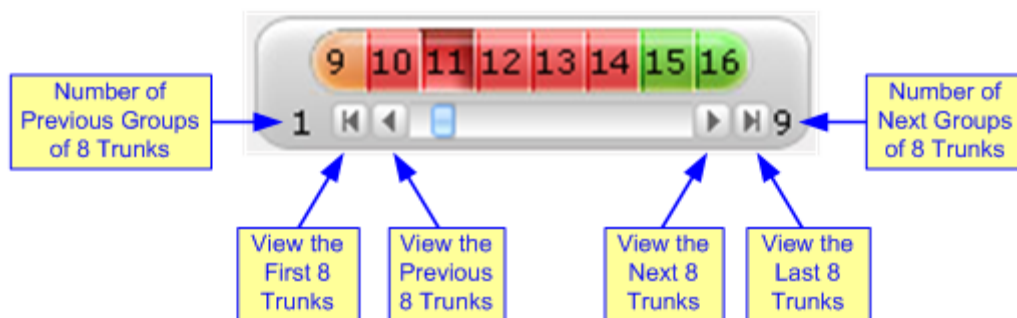 9 10 11 12 13 14 15 16
Number of
Previous Groups
of 8 Trunks
1
9
Number of
Next Groups
of 8 Trunks
View the
First 8
Trunks
View the
Previous
8 Trunks
View the
Next 8
Trunks
View the
Last 8
Trunks